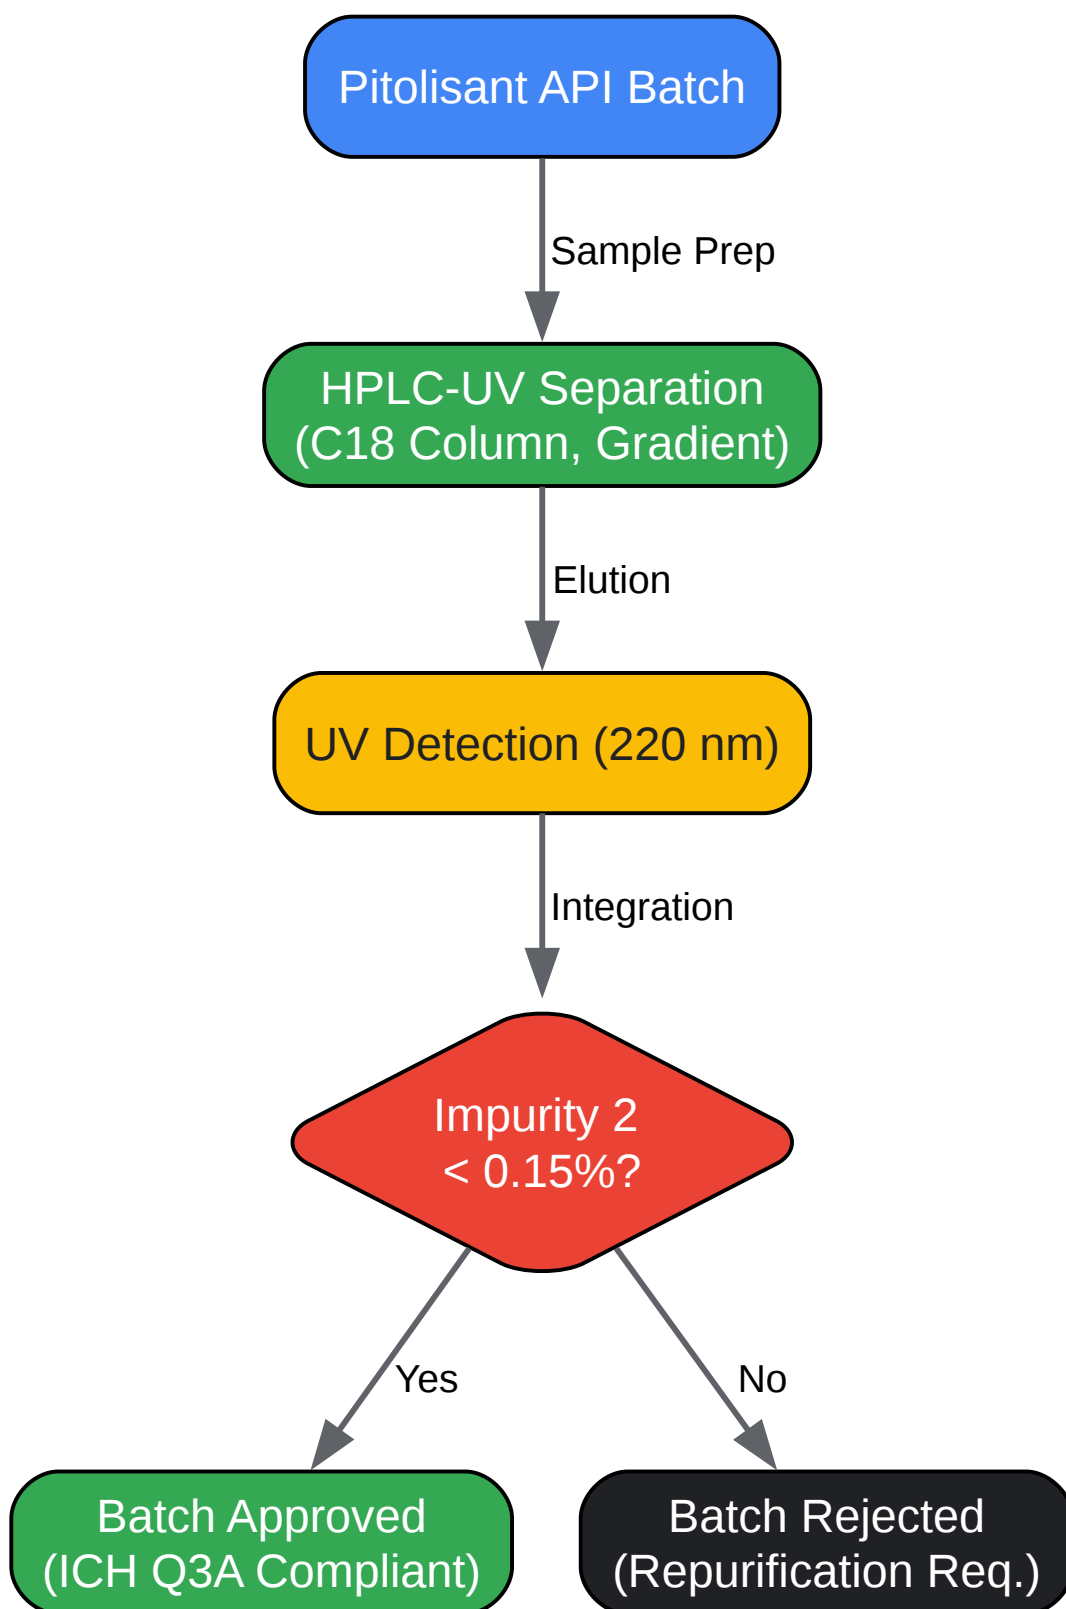 Pitolisant API Batch
Sample Prep
HPLC-UV Separation
(C18 Column, Gradient)
Elution
UV Detection (220 nm)
Integration
Impurity 2
< 0.15%?
Yes
No
Batch Approved
(ICH Q3A Compliant)
Batch Rejected
(Repurification Req.)